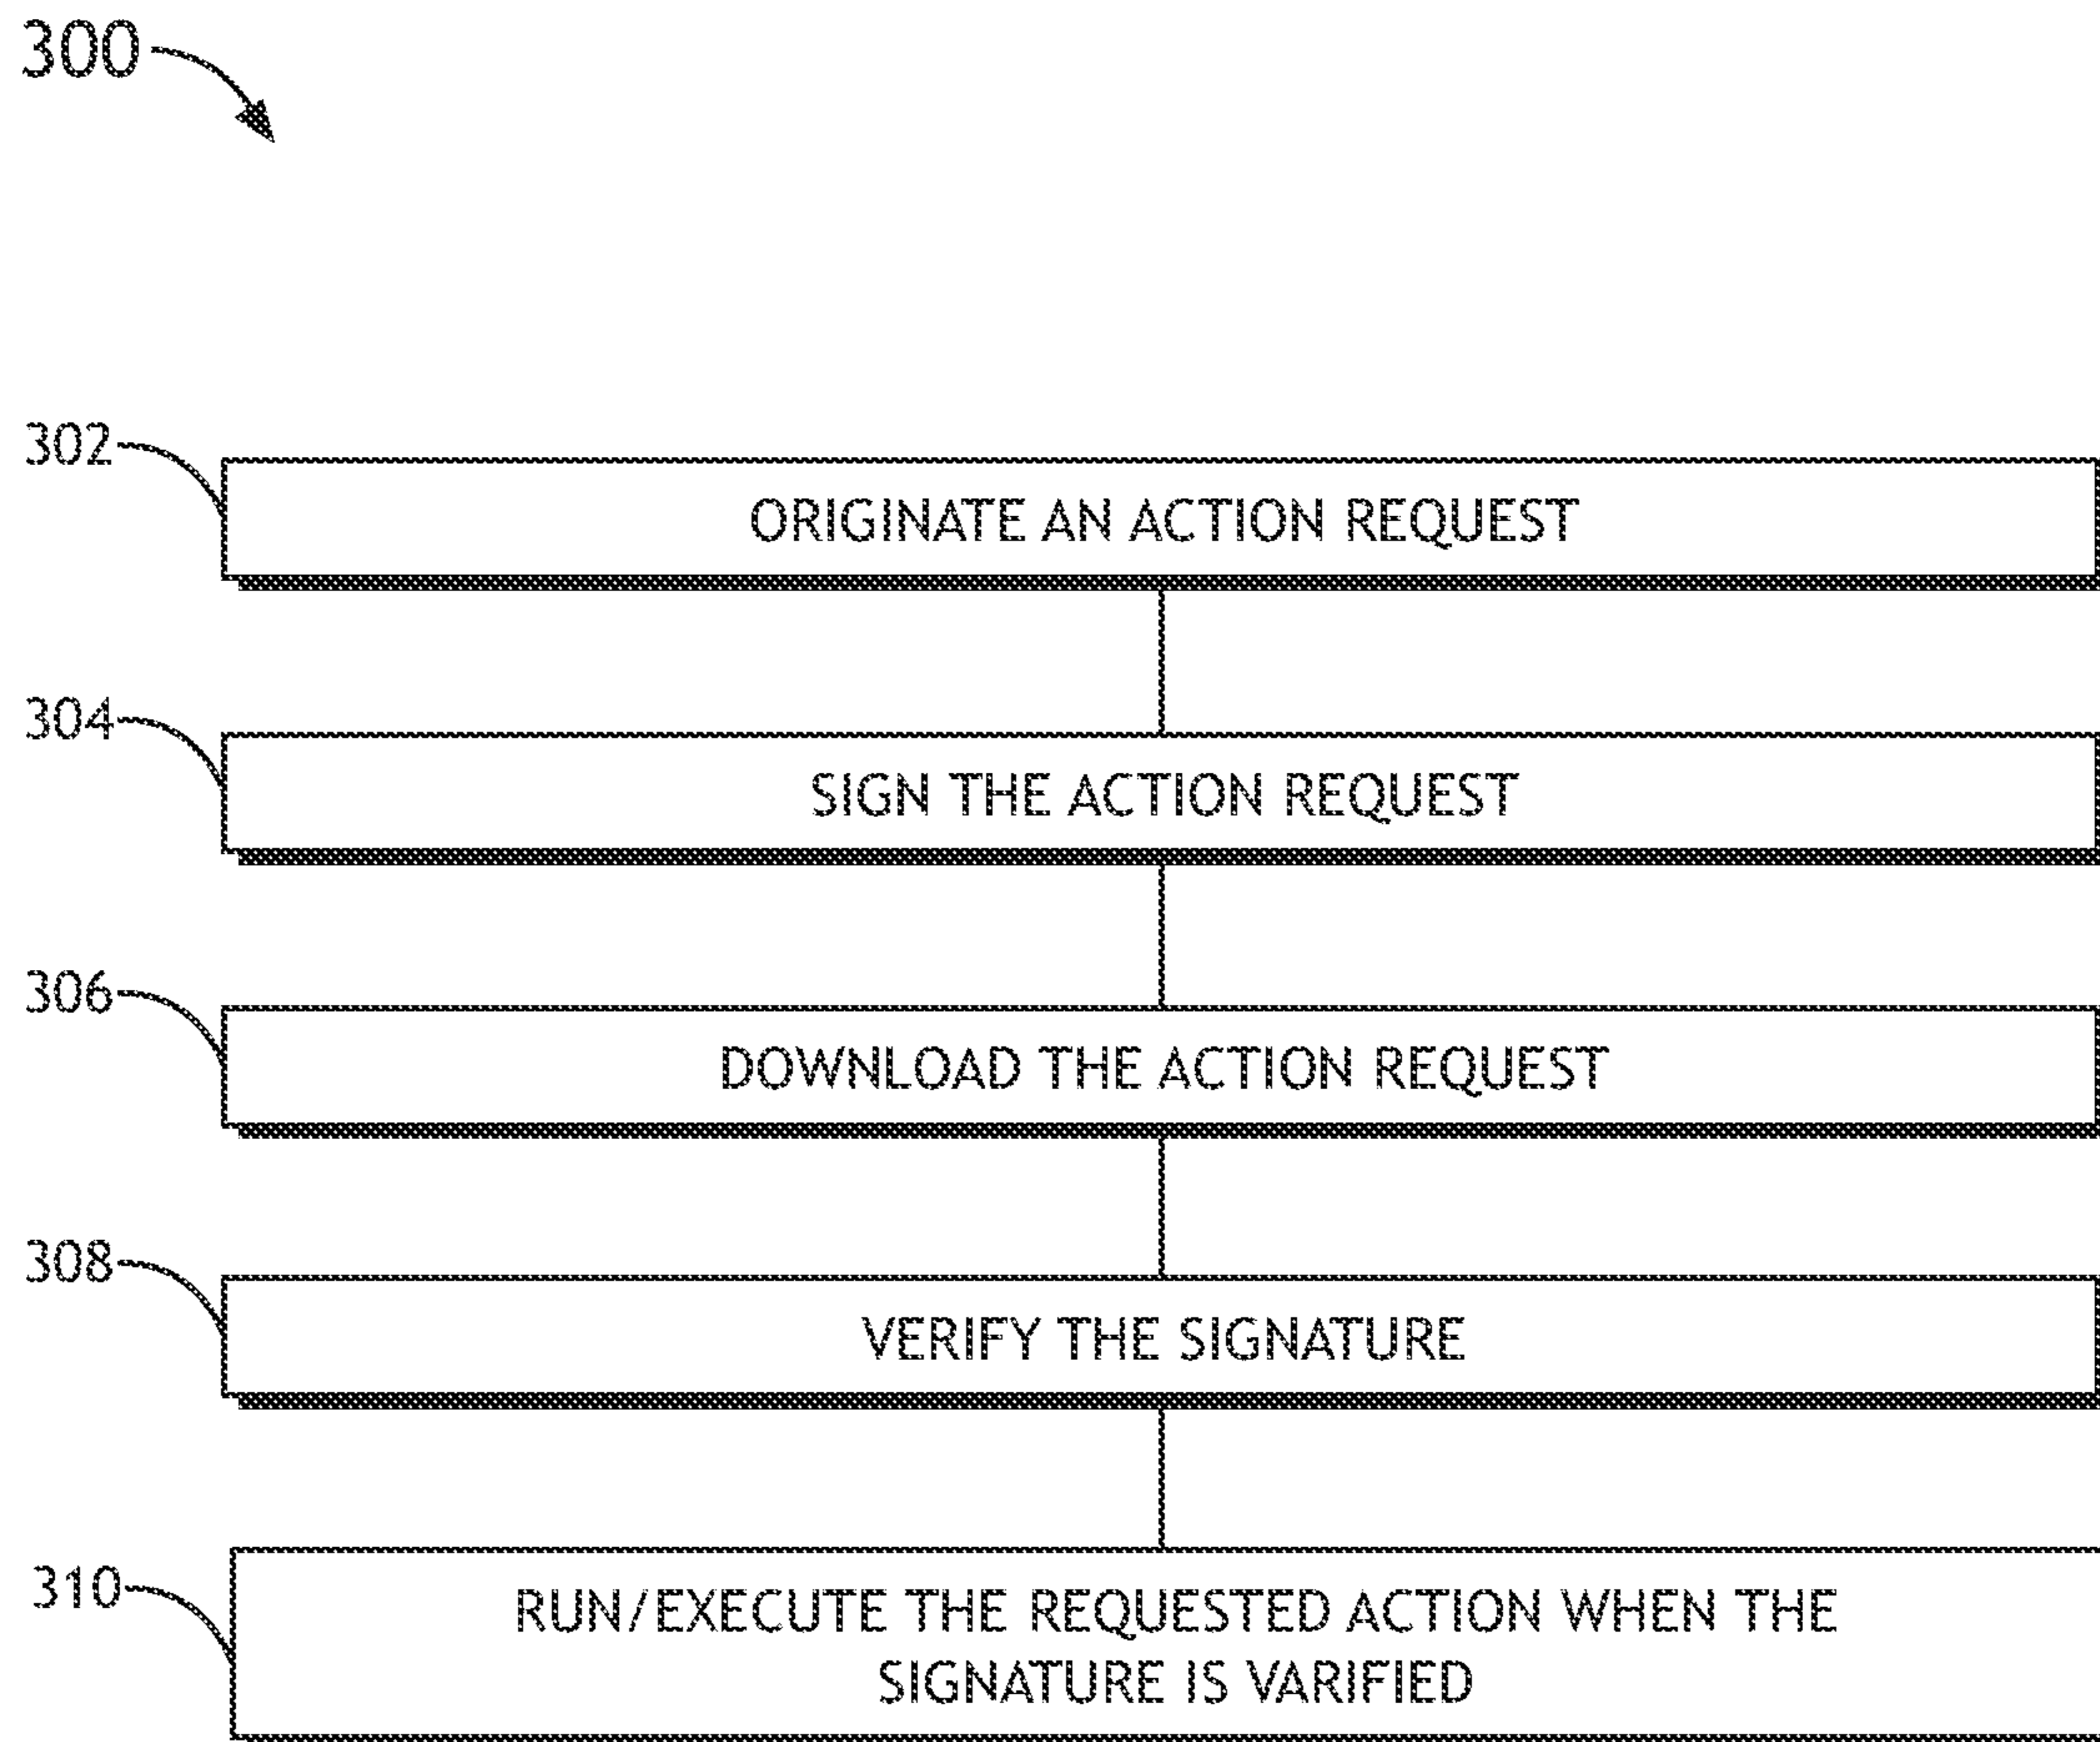 300
302
ORIGINATE AN ACTION REQUEST
304
SIGN THE ACTION REQUEST
306
DOWNLOAD THE ACTION REQUEST
308
VERIFY THE SIGNATURE
310
RUN/EXECUTE THE REQUESTED ACTION WHEN THE
SIGNATURE IS VARIFIED